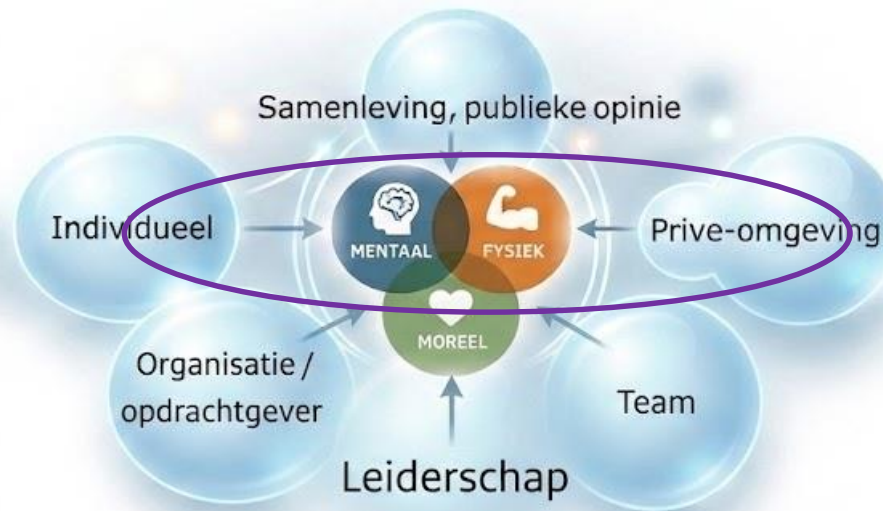 Samenleving, publieke opinie
Individueel
MENTAAL
FYSIEK
Prive-omgeving
MOREEL
Organisatie /
opdrachtgever
Team
Leiderschap